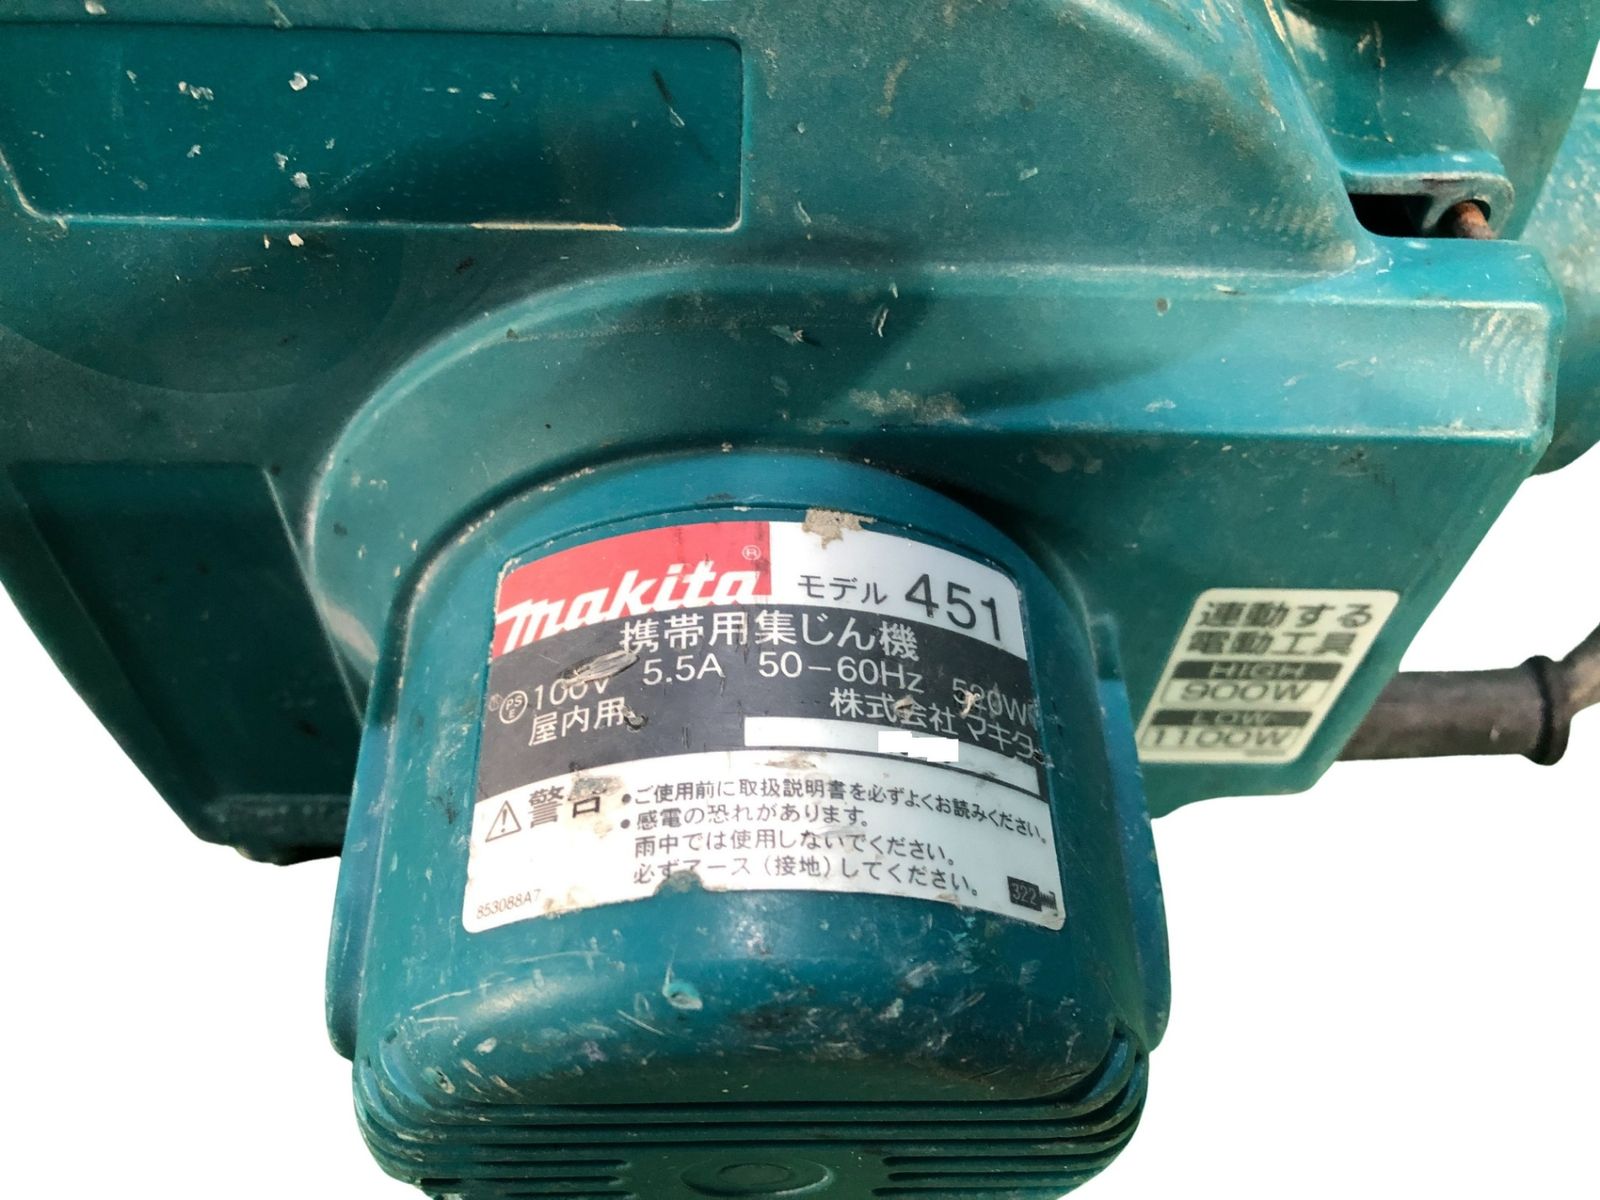 makita®
モデル 451
携帯用集じん機
PS E 100V 5.5A 50-60Hz 520W
屋内用 株式会社マキタ
警告
•ご使用前に取扱説明書を必ずよくお読みください。
•感電の恐れがあります。
雨中では使用しないでください。
必ずアース(接地)してください。
853088A7
322
連動する
電動工具
HIGH
900W
LOW
1100W